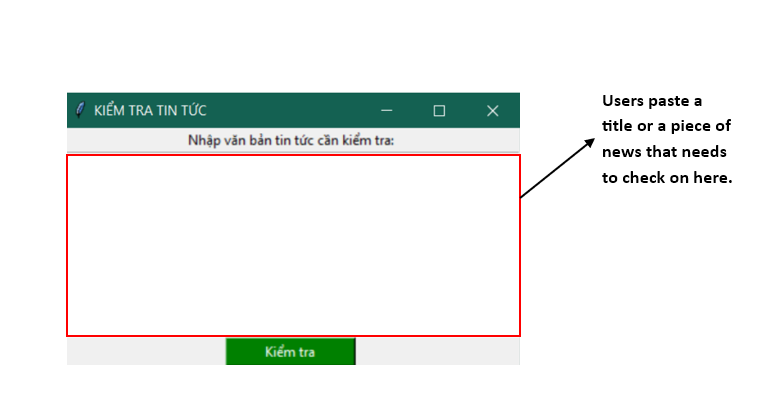 KIỂM TRA TIN TỨC
Nhập văn bản tin tức cần kiểm tra:
Kiểm tra
Users paste a
title or a piece of
news that needs
to check on here.